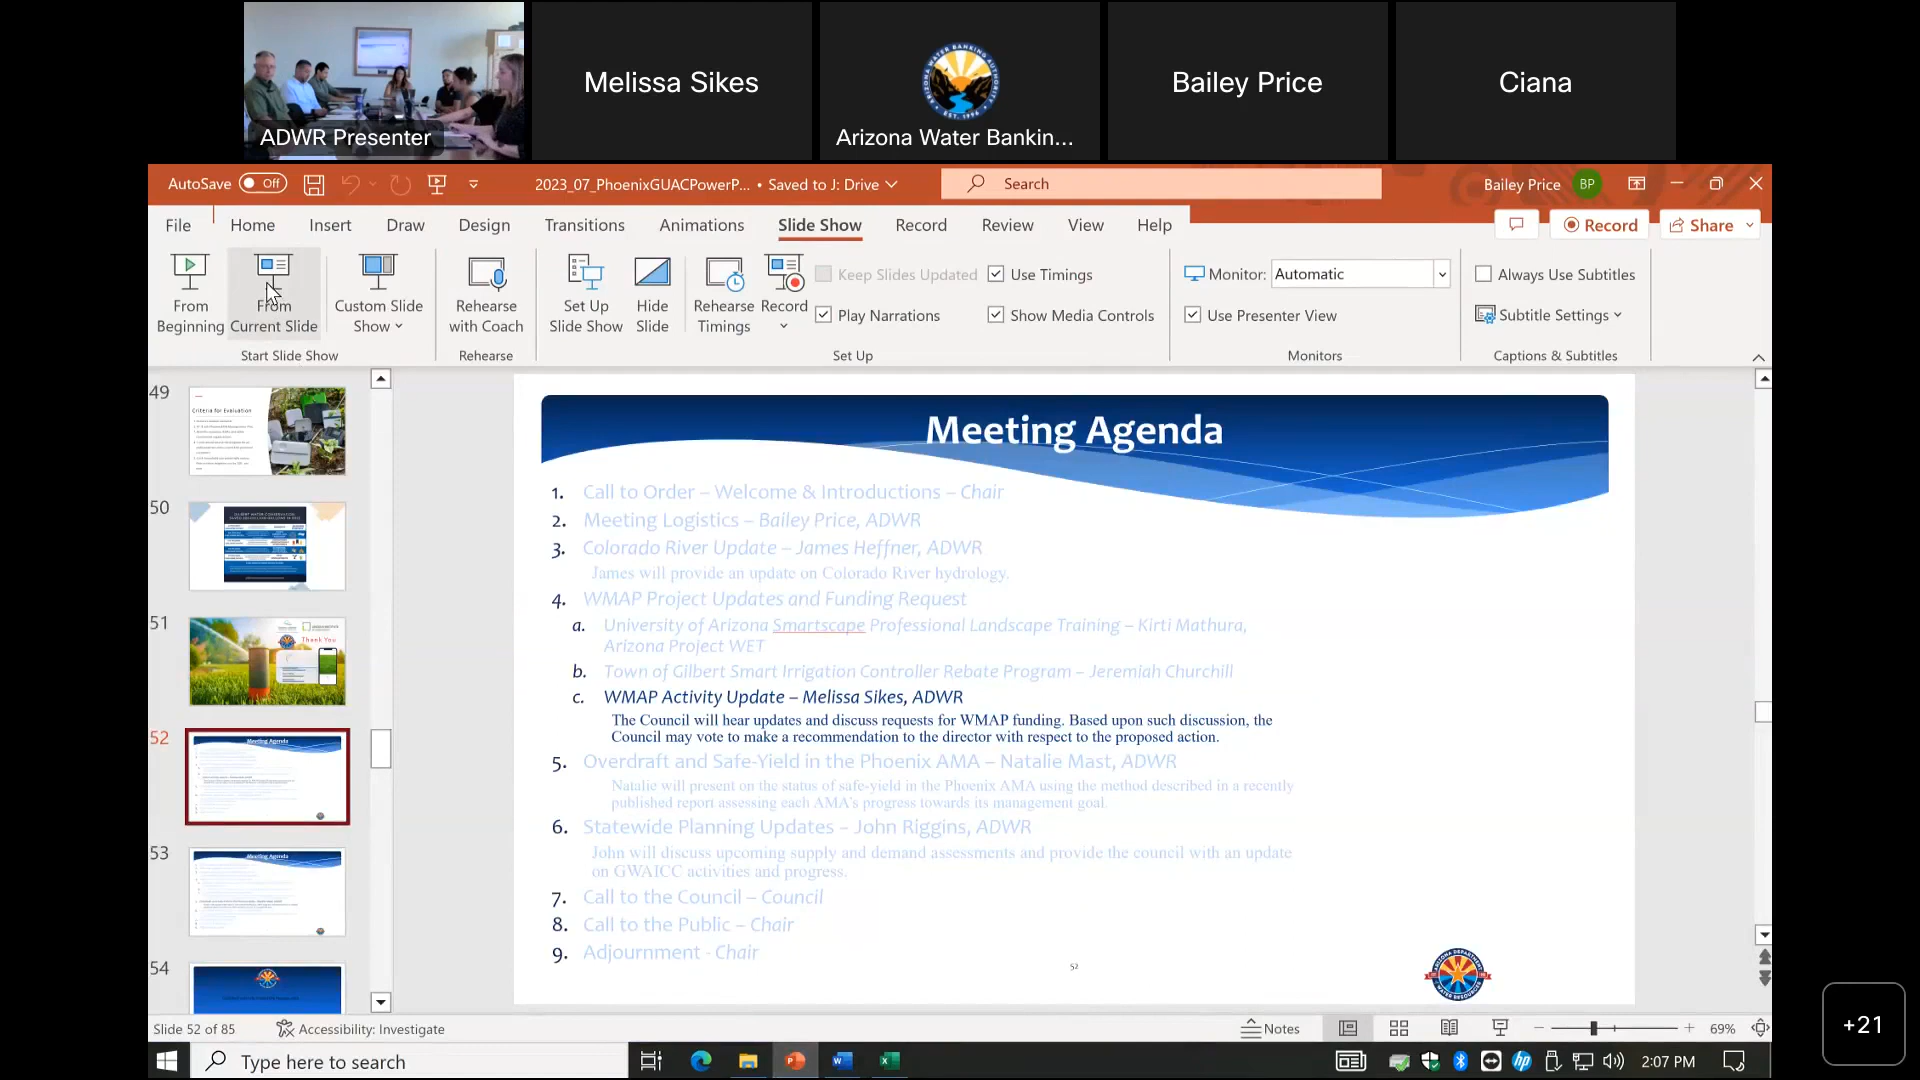 Melissa Sikes
Bailey Price
Ciana
ADWR Presenter
Arizona Water Bankin...
AutoSave Off
2023_07_PhoenixGUACPowerP... • Saved to J: Drive
Search
Bailey Price BP
File Home Insert Draw Design Transitions Animations Slide Show Record Review View Help
Record Share
From Beginning
From Current Slide
Custom Slide Show
Rehearse with Coach
Set Up Slide Show
Hide Slide
Rehearse Timings
Record
Keep Slides Updated
Use Timings
Play Narrations
Show Media Controls
Monitor: Automatic
Use Presenter View
Always Use Subtitles
Subtitle Settings
Start Slide Show
Rehearse
Set Up
Monitors
Captions & Subtitles
49
Criteria for Evaluation
50
51
Thank You
52
Meeting Agenda
53
Meeting Agenda
54
Meeting Agenda
1. Call to Order – Welcome & Introductions – Chair
2. Meeting Logistics – Bailey Price, ADWR
3. Colorado River Update – James Heffner, ADWR
James will provide an update on Colorado River hydrology.
4. WMAP Project Updates and Funding Request
a. University of Arizona Smartscape Professional Landscape Training – Kirti Mathura,
Arizona Project WET
b. Town of Gilbert Smart Irrigation Controller Rebate Program – Jeremiah Churchill
c. WMAP Activity Update – Melissa Sikes, ADWR
The Council will hear updates and discuss requests for WMAP funding. Based upon such discussion, the
Council may vote to make a recommendation to the director with respect to the proposed action.
5. Overdraft and Safe-Yield in the Phoenix AMA – Natalie Mast, ADWR
Natalie will present on the status of safe-yield in the Phoenix AMA using the method described in a recently
published report assessing each AMA's progress towards its management goal.
6. Statewide Planning Updates – John Riggins, ADWR
John will discuss upcoming supply and demand assessments and provide the council with an update
on GWAICC activities and progress.
7. Call to the Council – Council
8. Call to the Public – Chair
9. Adjournment - Chair
52
Slide 52 of 85
Accessibility: Investigate
Notes
69%
+21
Type here to search
2:07 PM